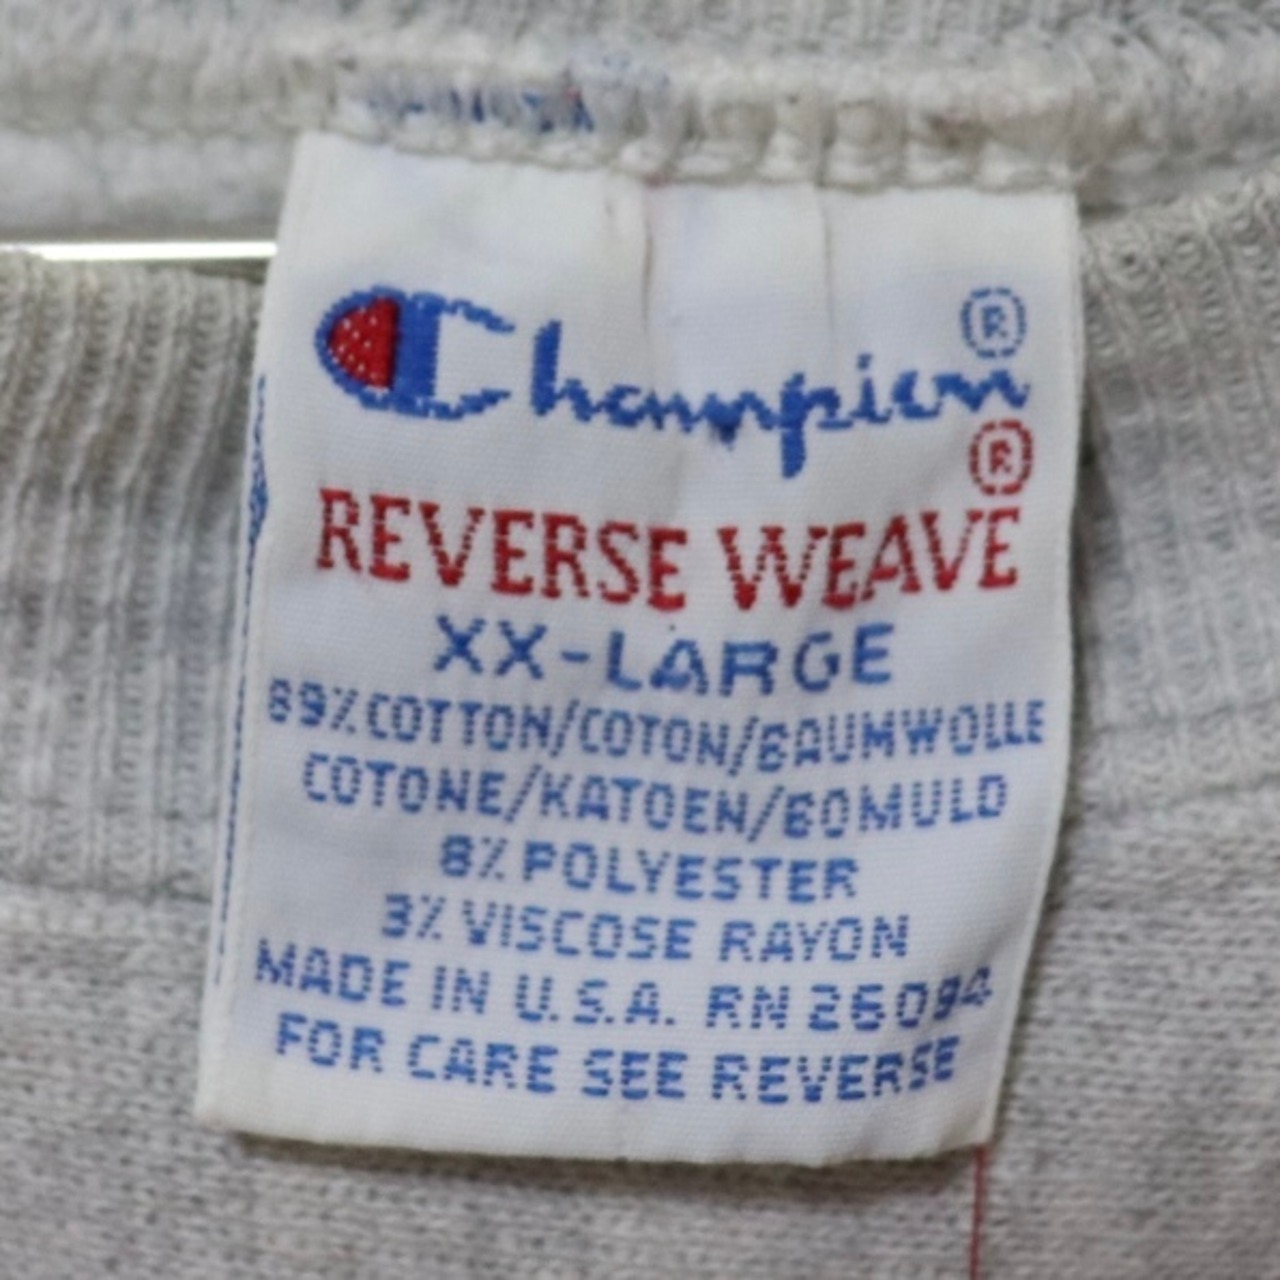 Champion®
REVERSE WEAVE®
XX-LARGE
89% COTTON/COTON/BAUMWOLLE
COTONE/KATOEN/BOMULD
8% POLYESTER
3% VISCOSE RAYON
MADE IN U.S.A. RN 26094
FOR CARE SEE REVERSE